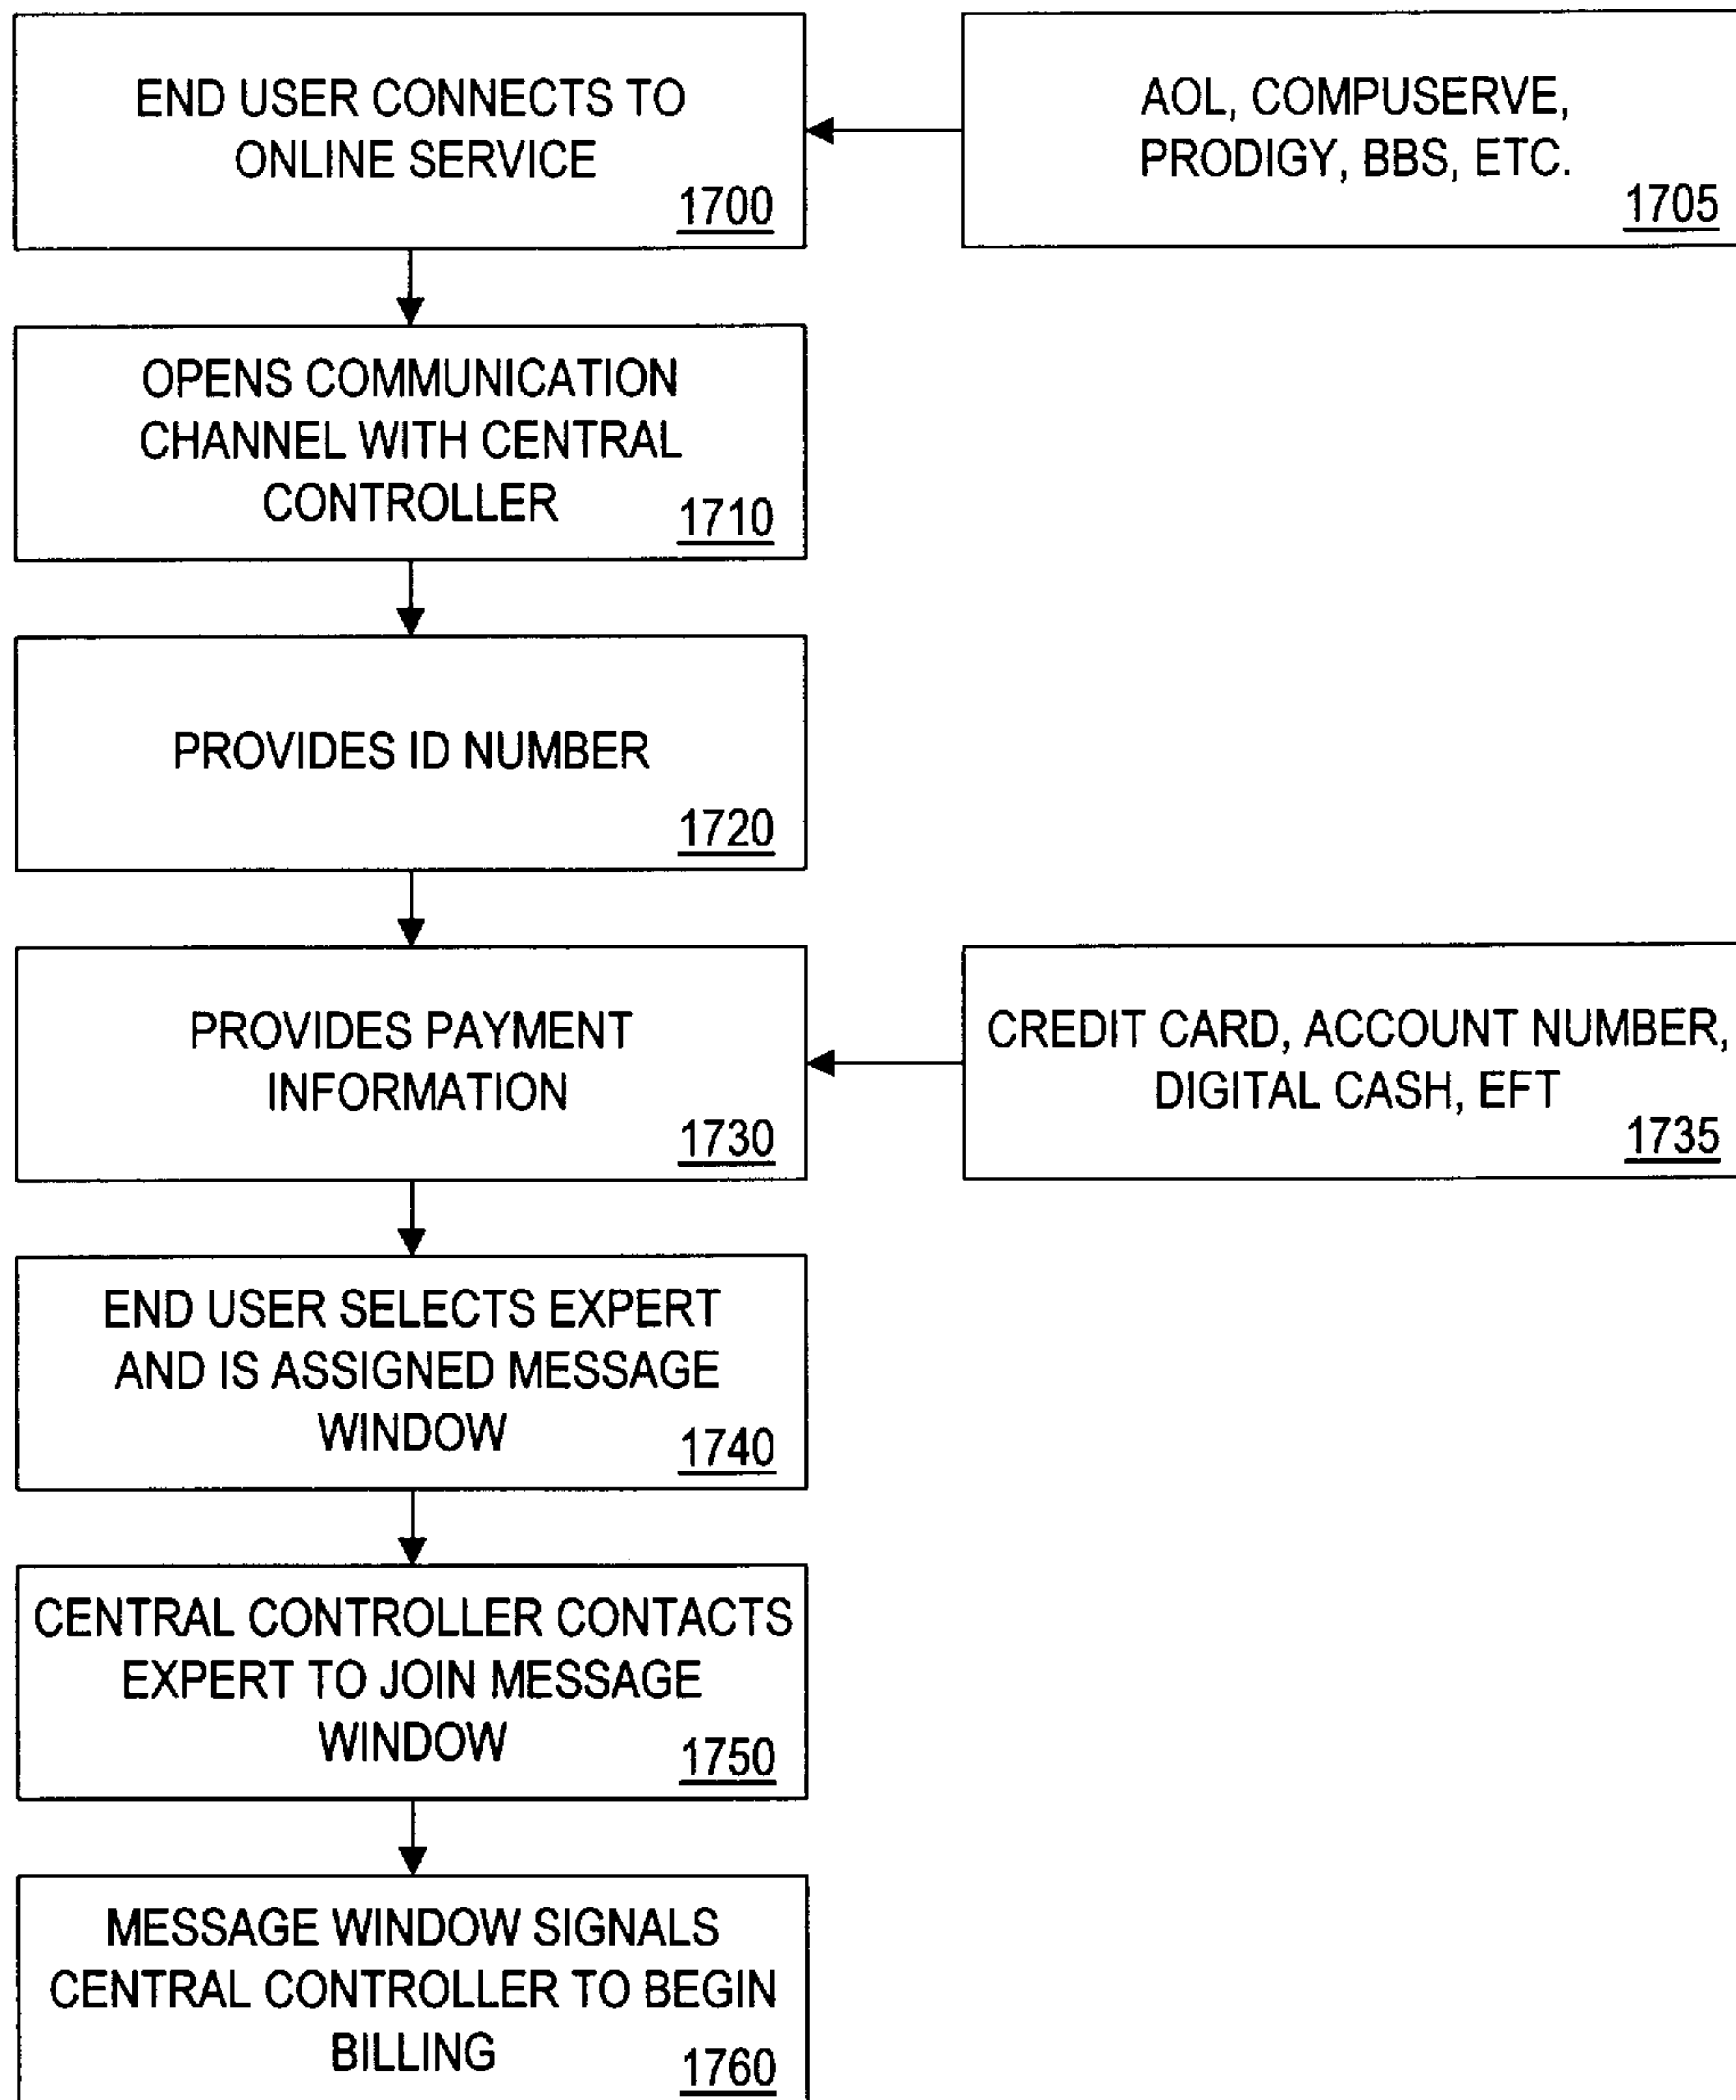 END USER CONNECTS TO
ONLINE SERVICE
1700
AOL, COMPUSERVE,
PRODIGY, BBS, ETC.
1705
OPENS COMMUNICATION
CHANNEL WITH CENTRAL
CONTROLLER
1710
PROVIDES ID NUMBER
1720
PROVIDES PAYMENT
INFORMATION
1730
CREDIT CARD, ACCOUNT NUMBER,
DIGITAL CASH, EFT
1735
END USER SELECTS EXPERT
AND IS ASSIGNED MESSAGE
WINDOW
1740
CENTRAL CONTROLLER CONTACTS
EXPERT TO JOIN MESSAGE
WINDOW
1750
MESSAGE WINDOW SIGNALS
CENTRAL CONTROLLER TO BEGIN
BILLING
1760